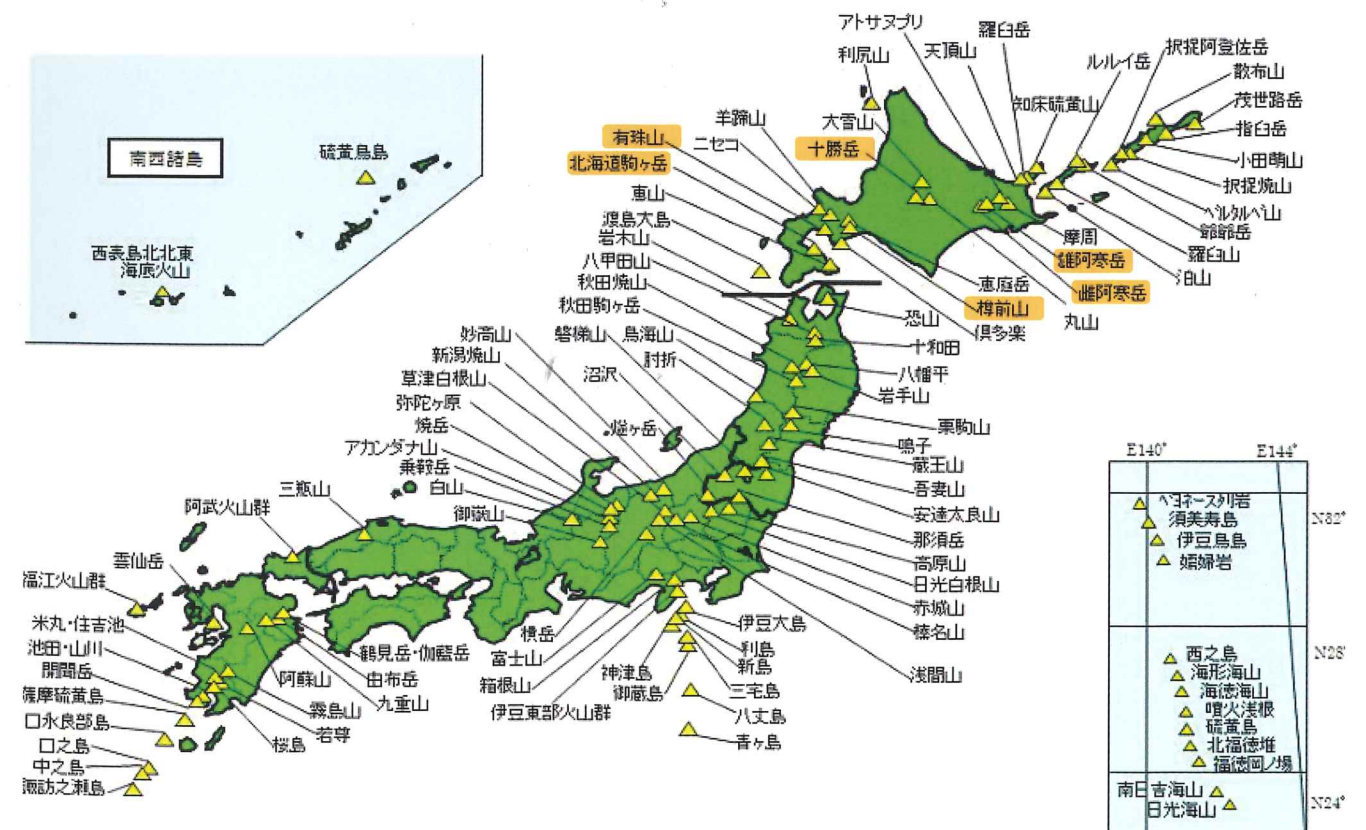 南西諸島
硫黄鳥島
西表島北北東
海底火山
アトサヌプリ
羅臼岳
天頂山
利尻山
ルルイ岳
択捉阿登佐岳
散布山
茂世路岳
知床硫黄山
指臼岳
小田萌山
択捉焼山
ベルタルベ山
爺爺岳
羅臼山
泊山
摩周
雄阿寒岳
雌阿寒岳
丸山
恵庭岳
樽前山
倶多楽
大雪山
十勝岳
羊蹄山
ニセコ
有珠山
北海道駒ヶ岳
恵山
渡島大島
岩木山
八甲田山
秋田焼山
秋田駒ヶ岳
恐山
十和田
八幡平
岩手山
栗駒山
鳴子
蔵王山
吾妻山
安達太良山
那須岳
高原山
日光白根山
赤城山
榛名山
浅間山
鳥海山
肘折
磐梯山
沼沢
燧ヶ岳
妙高山
新潟焼山
草津白根山
弥陀ヶ原
焼岳
アカンダナ山
乗鞍岳
白山
御嶽山
三瓶山
阿武火山群
雲仙岳
福江火山群
米丸・住吉池
池田・山川
開聞岳
薩摩硫黄島
口永良部島
口之島
中之島
諏訪之瀬島
鶴見岳・伽藍岳
由布岳
九重山
阿蘇山
霧島山
若尊
桜島
横岳
富士山
箱根山
伊豆東部火山群
伊豆大島
利島
新島
神津島
三宅島
御蔵島
八丈島
青ヶ島
E140°
E144°
ベヨネース列岩
須美寿島
伊豆鳥島
孀婦岩
N32°
N28°
西之島
海形海山
海徳海山
噴火浅根
硫黄島
北福徳堆
福徳岡ノ場
南日吉海山
日光海山
N24°